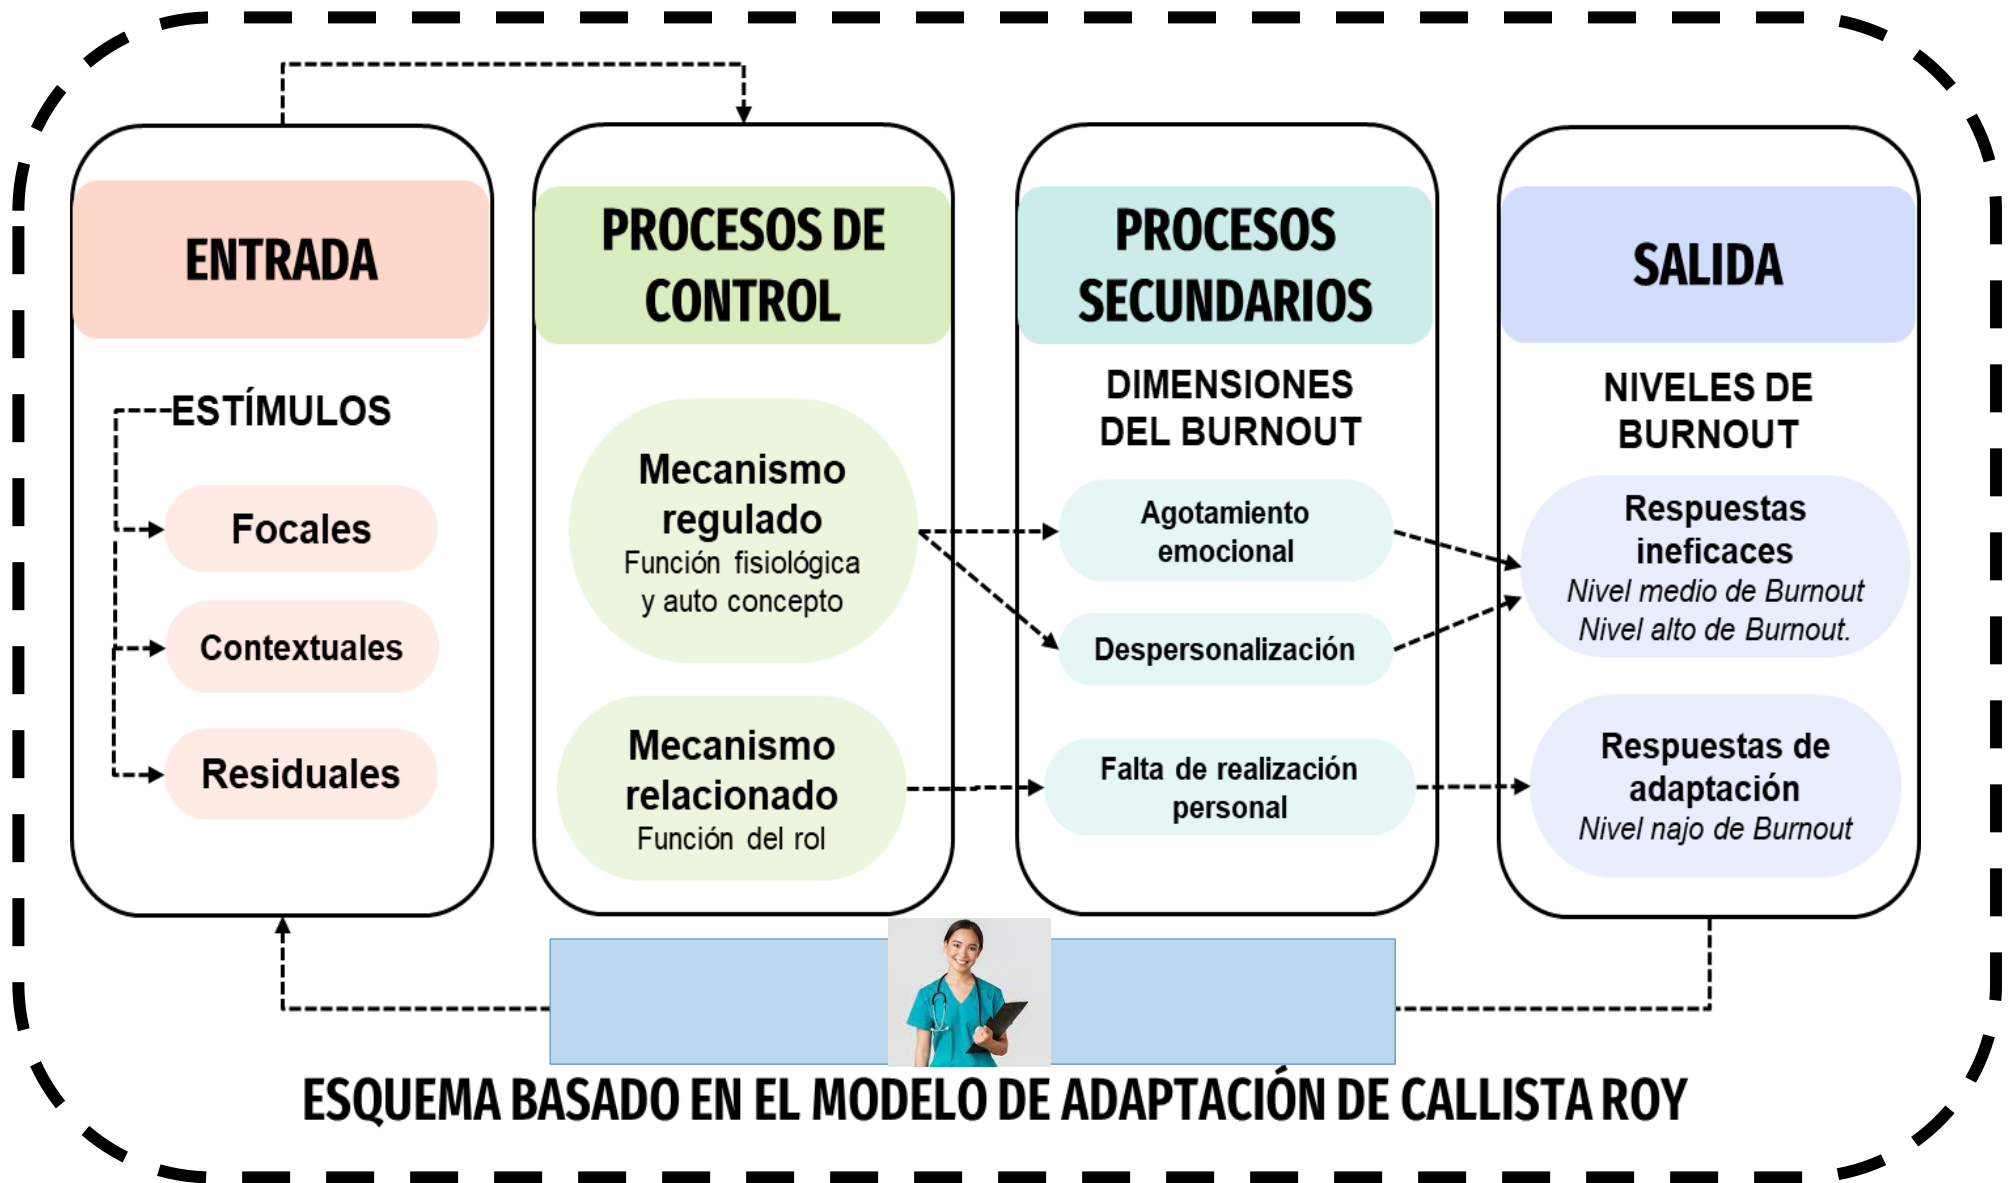 ENTRADA
ESTÍMULOS
Focales
Contextuales
Residuales
PROCESOS DE
CONTROL
Mecanismo
regulado
Función fisiológica
y auto concepto
Mecanismo
relacionado
Función del rol
PROCESOS
SECUNDARIOS
DIMENSIONES
DEL BURNOUT
Agotamiento
emocional
Despersonalización
Falta de realización
personal
SALIDA
NIVELES DE
BURNOUT
Respuestas
ineficaces
Nivel medio de Burnout
Nivel alto de Burnout.
Respuestas de
adaptación
Nivel najo de Burnout
ESQUEMA BASADO EN EL MODELO DE ADAPTACIÓN DE CALLISTA ROY